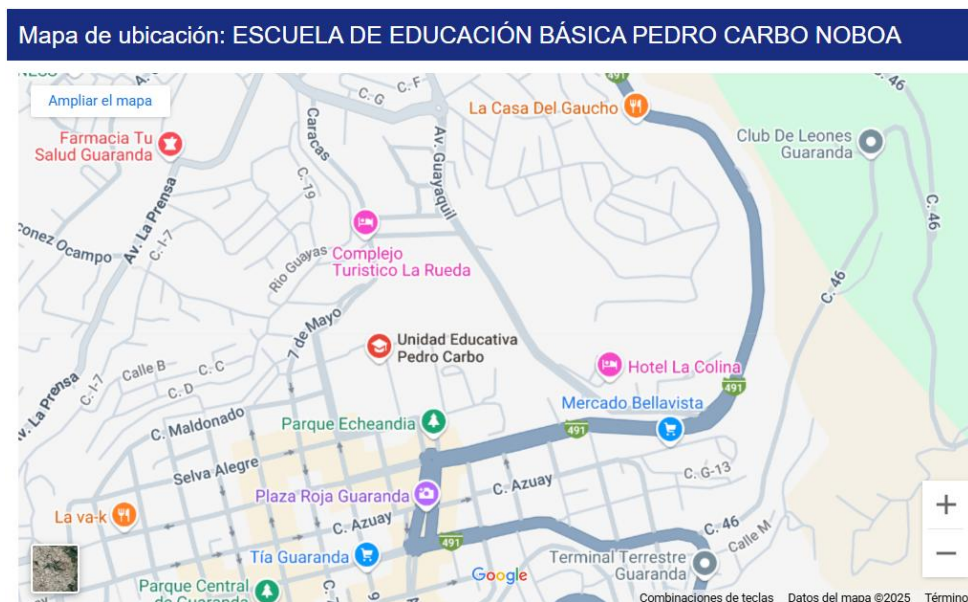 Mapa de ubicación: ESCUELA DE EDUCACIÓN BÁSICA PEDRO CARBO NOBOA
Ampliar el mapa
C. G
C. F
491
La Casa Del Gaucho
C. 46
Farmacia Tu
Salud Guaranda
Caracas
Av. Guayaquil
Club De Leones
Guaranda
C. 19
Av. La Prensa
C. I-7
C. 46
Complejo
Turistico La Rueda
Rio Guayas
C. 46
7 de Mayo
Unidad Educativa
Pedro Carbo
Calle B
C. C
C. D
Hotel La Colina
491
Av. La Prensa
C. I-7
Mercado Bellavista
C. Maldonado
Parque Echeandia
491
Selva Alegre
C. G-13
C. Azuay
Plaza Roja Guaranda
La va-k
C. Azuay
C. 46
Calle M
491
Tía Guaranda
Terminal Terrestre
Guaranda
Google
Parque Central
de Guaranda
Combinaciones de teclas
Datos del mapa ©2025
Término